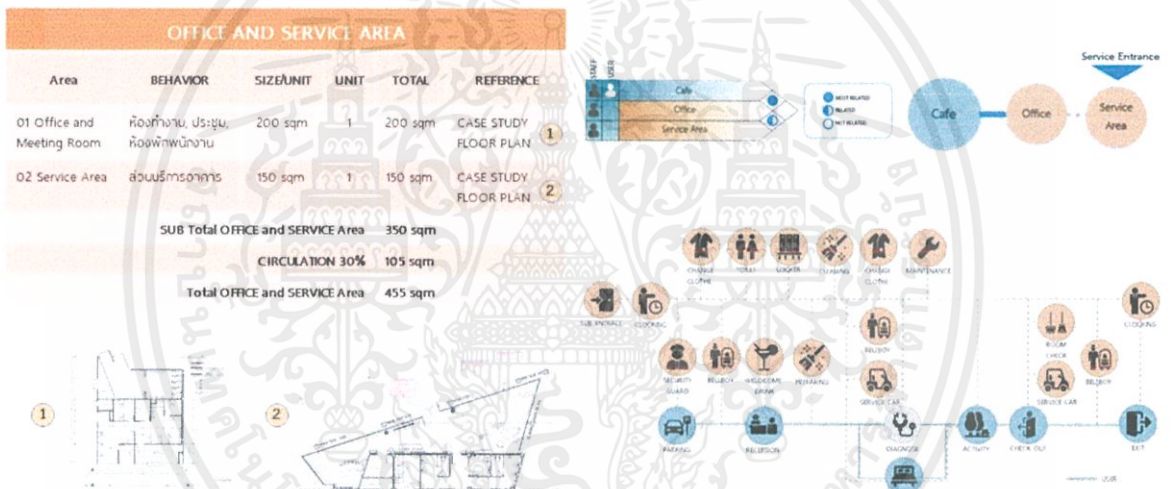 OFFICE AND SERVICE AREA
Area BEHAVIOR SIZE/UNIT UNIT TOTAL REFERENCE
01 Office and ห้องทำงาน, ประชุม, 200 sqm 1 200 sqm CASE STUDY
Meeting Room ห้องพักพนักงาน FLOOR PLAN 1
02 Service Area ส่วนบริการอาคาร 150 sqm 1 150 sqm CASE STUDY
FLOOR PLAN 2
SUB Total OFFICE and SERVICE Area 350 sqm
CIRCULATION 30% 105 sqm
Total OFFICE and SERVICE Area 455 sqm
1
2
STAFF
USER
Cafe
Office
Service Area
MOST RELATED
RELATED
NOT RELATED
Service Entrance
Cafe
Office
Service
Area
CHANGE
CLOTHE
TOILET
LOCKER
CLEANING
CHANGE
CLOTHE
MAINTENANCE
CLOCKING
CLOCKING
BELLBOY
ROOM
CHECK
SECURITY
GUARD
BELLBOY
WELCOME
DRINK
PREPARING
SERVICE CAR
SERVICE CAR
BELLBOY
PARKING
RECEPTION
DIAGNOSE
ACTIVITY
CHECK OUT
EXIT
USER